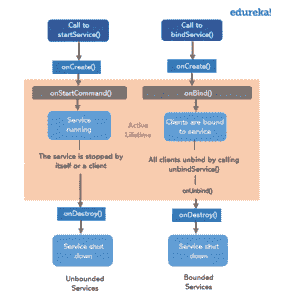 edureka!
Call to
startService()
onCreate()
onStartCommand()
Service
running
The service is stopped by
itself or a client
onDestroy()
Service shut
down
Unbounded
Services
Active
Lifetime
Call to
bindService()
onCreate()
onBind()
Clients are bound
to service
All clients unbind by calling
unbindService()
onUnbind()
onDestroy()
Service shut
down
Bounded
Services